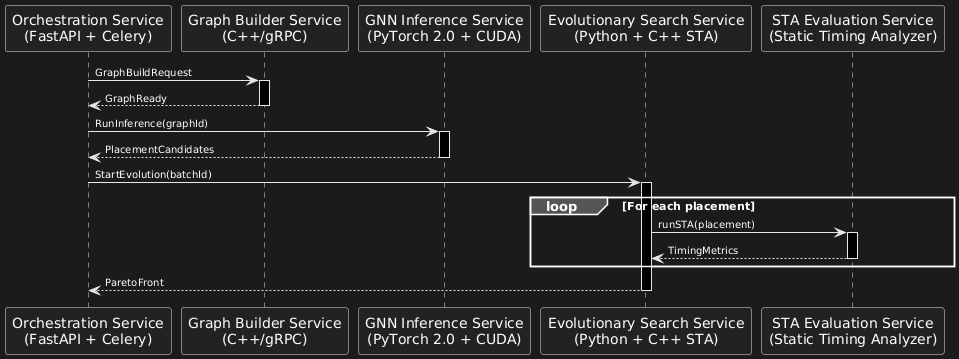 Orchestration Service
(FastAPI + Celery)
Graph Builder Service
(C++/gRPC)
GNN Inference Service
(PyTorch 2.0 + CUDA)
Evolutionary Search Service
(Python + C++ STA)
STA Evaluation Service
(Static Timing Analyzer)
GraphBuildRequest
GraphReady
RunInference(graphId)
PlacementCandidates
StartEvolution(batchId)
loop [For each placement]
runSTA(placement)
TimingMetrics
ParetoFront
Orchestration Service
(FastAPI + Celery)
Graph Builder Service
(C++/gRPC)
GNN Inference Service
(PyTorch 2.0 + CUDA)
Evolutionary Search Service
(Python + C++ STA)
STA Evaluation Service
(Static Timing Analyzer)